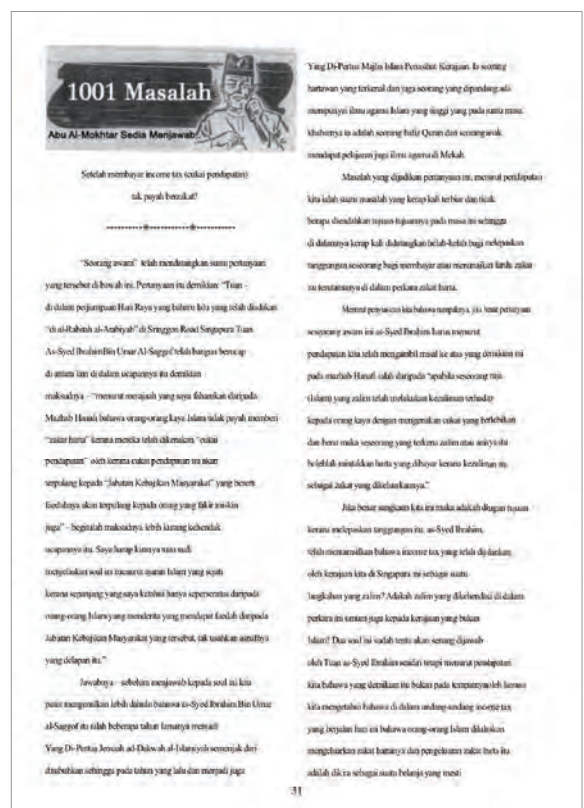 1001 Masalah
Abu Al-Mokhtar Sedia Menjawab
Setelah membayar income tax (cukai pendapatan)
tak payah berzakat?
----------*-----------*----------
"Seorang awam" telah mendatangkan suatu pertanyaan
yang tersebut di bawah ini. Pertanyaan itu demikian "Tuan –
di dalam perjumpaan Hari Raya yang baharu lalu yang telah diadakan
"di al-Rabitah al-Arabiyah" di Sringgon Road Singapura Tuan
As-Syed Ibrahim Bin Umar Al-Saggof telah bangun berucap
di antara lain di dalam ucapannya itu demikian
maksudnya – "menurut merajaah yang saya fahamkan daripada
Mazhab Hanafi bahawa orang-orang kaya Islam tidak payah memberi
"zakat harta" kerana mereka telah dikenakan "cukai
pendapatan" oleh kerana cukai pendapatan itu akan
terpulang kepada "Jabatan Kebajikan Masyarakat" yang bererti
faedahnya akan terpulang kepada orang yang fakir miskin
juga" – begitulah maksudnya lebih kurang kehendak
ucapannya itu. Saya harap kiranya tuan sudi
menjelaskan soal ini menurut ajaran Islam yang sejati
kerana sepanjang yang saya ketahui hanya seperseratus daripada
orang-orang Islam yang menderita yang mendapat faedah daripada
Jabatan Kebajikan Masyarakat yang tersebut, tak usahkan asnafnya
yang delapan itu."
Jawabnya – sebelum menjawab kepada soal ini kita
patut mengenalkan lebih dahulu bahawa as-Syed Ibrahim Bin Umar
al-Saggof itu ialah beberapa tahun lamanya menjadi
Yang Di-Pertua Jemiah ad-Dakwah al-Islamiyah semenjak dari
ditubuhkan sehingga pada tahun yang lalu dan menjadi juga
Yang Di-Pertua Majlis Islam Penasihat Kerajaan. Ia seorang
hartawan yang terkenal dan juga seorang yang dipandang ada
mempunyai ilmu agama Islam yang tinggi yang pada suatu masa
khabarnya ia adalah seorang hafiz Quran dan seorang anak
mendapat pelajaran juga ilmu agama di Mekah.
Masalah yang dijadikan pertanyaan ini, menurut pendapatan
kita ialah suatu masalah yang kerap kali terbiar dan tidak
berapa diendahkan tujuan-tujuannya pada masa ini sehingga
di dalamnya kerap kali didatangkan helah-helah bagi melepaskan
tanggungan seseorang bagi membayar atau menunaikan fardu zakat
itu terutamanya di dalam perkara zakat harta.
Menurut penyiasatan kita bahawa nampaknya, jika benar pertanyaan
seseorang awam ini as-Syed Ibrahim harus menurut
pendapatan kita telah mengambil misal ke atas yang demikian ini
pada mazhab Hanafi ialah daripada "apabila seseorang raja
(Islam) yang zalim telah melakukan kezaliman terhadap
kepada orang kaya dengan mengenakan cukai yang berlebihan
dan berat maka seseorang yang terkena zalim atau aniaya itu
bolehlah niatkan harta yang dibayar kerana kezaliman itu
sebagai zakat yang dikeluarkannya."
Jika benar sangkaan kita itu maka adakah dengan tujuan
kerana melepaskan tanggungan itu, as-Syed Ibrahim,
telah mentamsilkan bahawa income tax yang telah dijalankan
oleh kerajaan kita di Singapura ini sebagai suatu
langkahan yang zalim? Adakah zalim yang dikehendaki di dalam
perkara ini umum juga kepada kerajaan yang bukan
Islam? Dua soal ini sudah tentu akan senang dijawab
oleh Tuan as-Syed Ibrahim sendiri tetapi menurut pendapatan
kita bahawa yang demikian itu bukan pada tempatnya oleh kerana
kita mengetahui bahawa di dalam undang-undang income tax
yang berjalan hari ini bahawa orang-orang Islam dibolehkan
mengeluarkan zakat hartanya dan pengeluaran zakat harta itu
adalah dikira sebagai suatu belanja yang mesti
31